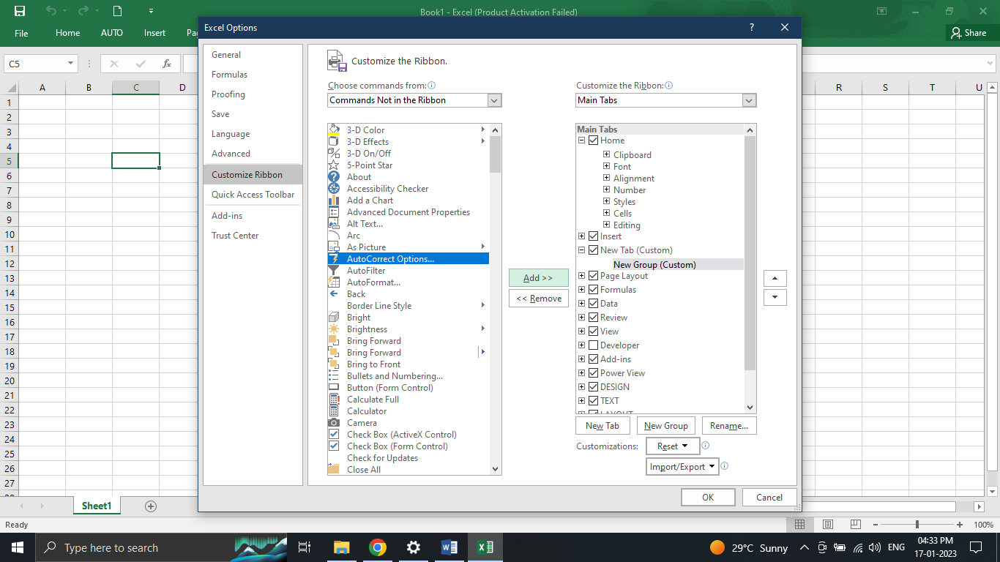 Book1 - Excel (Product Activation Failed)
File
Home
AUTO
Insert
Share
C5
fx
A B C D R S T U
1
2
3
4
5
6
7
8
9
10
11
12
13
14
15
16
17
18
19
20
21
22
23
24
25
26
27
Excel Options
?
General
Formulas
Proofing
Save
Language
Advanced
Customize Ribbon
Quick Access Toolbar
Add-ins
Trust Center
Customize the Ribbon.
Choose commands from:
Commands Not in the Ribbon
3-D Color
3-D Effects
3-D On/Off
5-Point Star
About
Accessibility Checker
Add a Chart
Advanced Document Properties
Alt Text...
Arc
As Picture
AutoCorrect Options...
AutoFilter
AutoFormat...
Back
Border Line Style
Bright
Brightness
Bring Forward
Bring Forward
Bring to Front
Bullets and Numbering...
Button (Form Control)
Calculate Full
Calculator
Camera
Check Box (ActiveX Control)
Check Box (Form Control)
Check for Updates
Close All
Add >>
<< Remove
Customize the Ribbon:
Main Tabs
Main Tabs
Home
Clipboard
Font
Alignment
Number
Styles
Cells
Editing
Insert
New Tab (Custom)
New Group (Custom)
Page Layout
Formulas
Data
Review
View
Developer
Add-ins
Power View
DESIGN
TEXT
New Tab
New Group
Rename...
Customizations:
Reset
Import/Export
OK
Cancel
Sheet1
Ready
100%
Type here to search
29°C Sunny
ENG
04:33 PM
17-01-2023